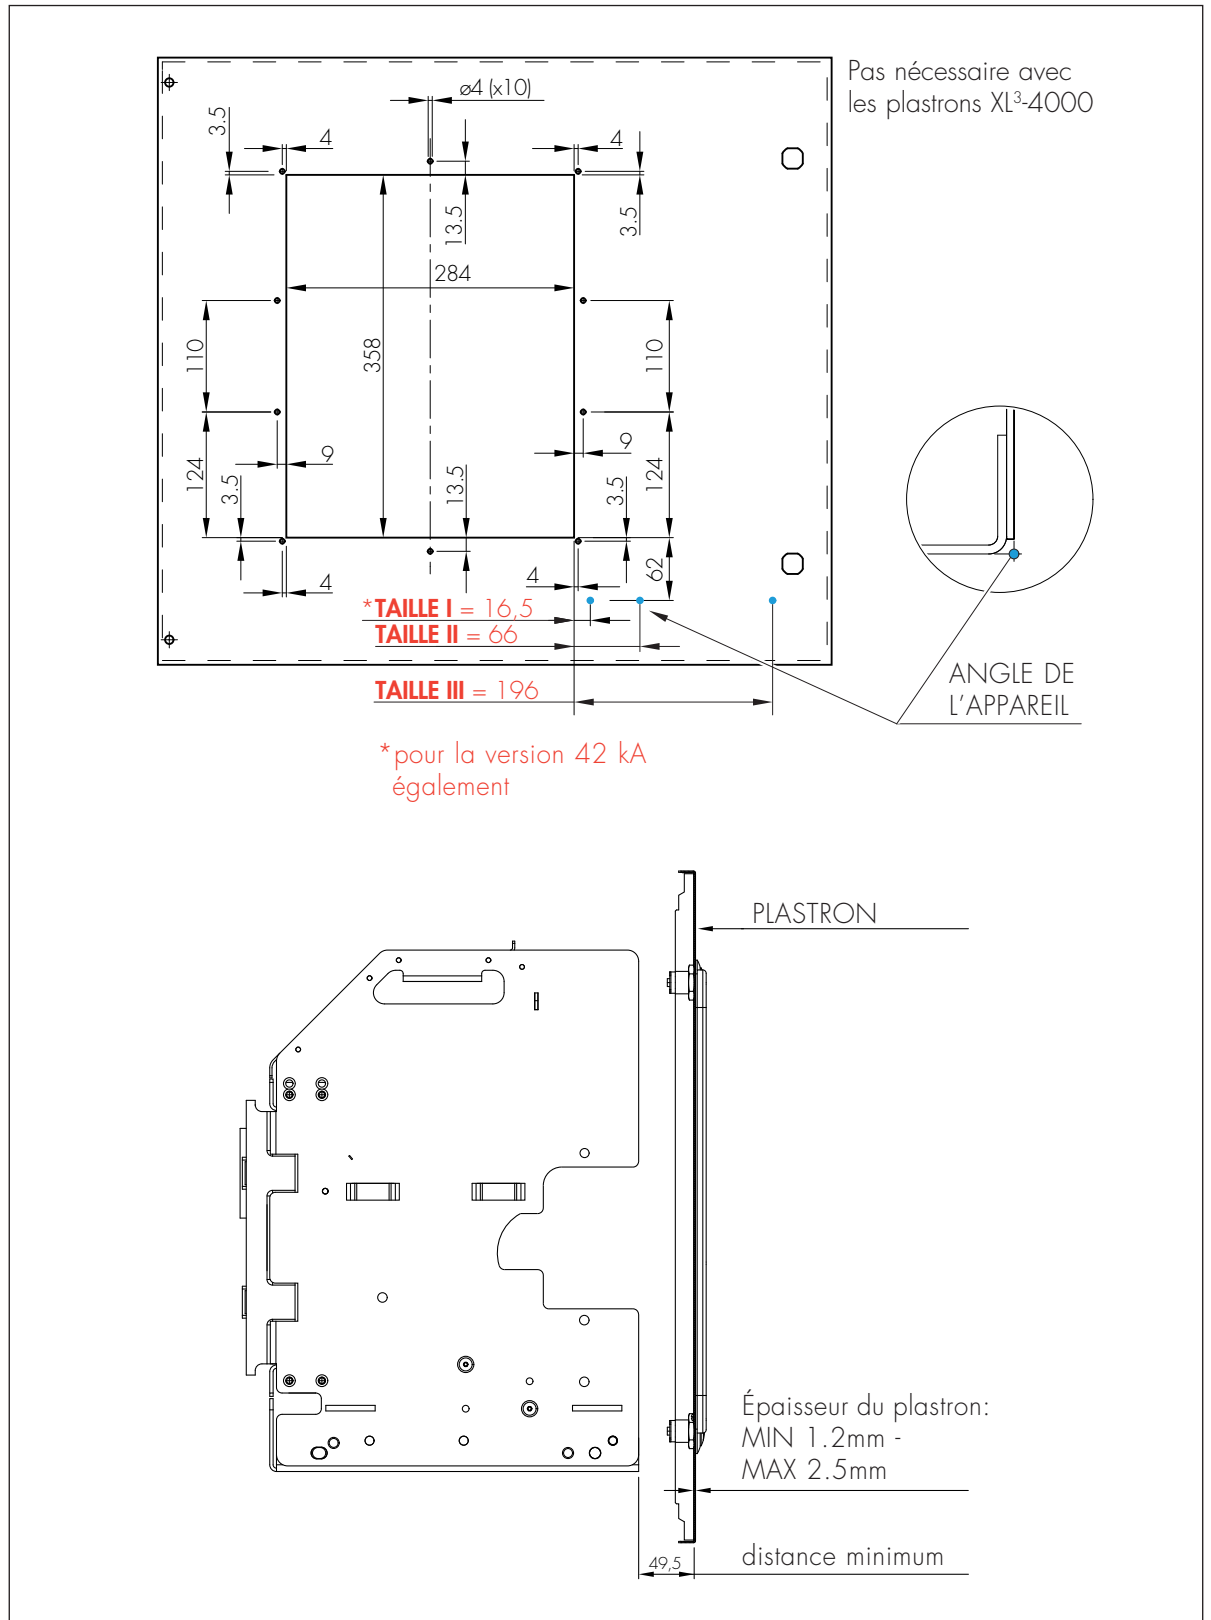 Pas nécessaire avec
les plastrons XL³-4000
ø4 (x10)
3.5
4
4
3.5
13.5
284
358
110
110
124
124
9
9
3.5
13.5
3.5
62
4
4
*TAILLE I = 16,5
TAILLE II = 66
TAILLE III = 196
ANGLE DE
L'APPAREIL
*pour la version 42 kA
également
PLASTRON
Épaisseur du plastron:
MIN 1.2mm -
MAX 2.5mm
49,5
distance minimum